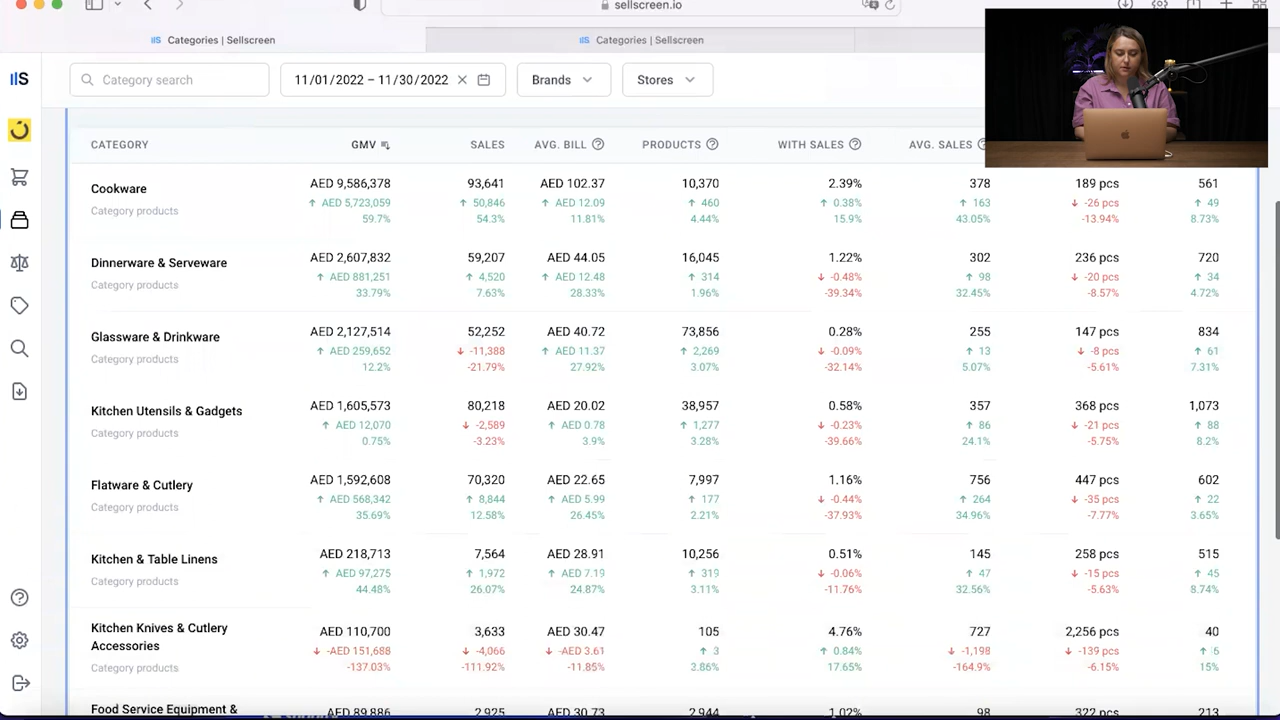 sellscreen.io
Categories | Sellscreen
Categories | Sellscreen
Category search
11/01/2022 – 11/30/2022
Brands
Stores
CATEGORY GMV SALES AVG. BILL PRODUCTS WITH SALES AVG. SALES
Cookware AED 9,586,378 93,641 AED 102.37 10,370 2.39% 378 189 pcs 561
Category products ↑ AED 5,723,059 ↑ 50,846 ↑ AED 12.09 ↑ 460 ↑ 0.38% ↑ 163 ↓ -26 pcs ↑ 49
59.7% 54.3% 11.81% 4.44% 15.9% 43.05% -13.94% 8.73%
Dinnerware & Serveware AED 2,607,832 59,207 AED 44.05 16,045 1.22% 302 236 pcs 720
Category products ↑ AED 881,251 ↑ 4,520 ↑ AED 12.48 ↑ 314 ↓ -0.48% ↑ 98 ↓ -20 pcs ↑ 34
33.79% 7.63% 28.33% 1.96% -39.34% 32.45% -8.57% 4.72%
Glassware & Drinkware AED 2,127,514 52,252 AED 40.72 73,856 0.28% 255 147 pcs 834
Category products ↑ AED 259,652 ↓ -11,388 ↑ AED 11.37 ↑ 2,269 ↓ -0.09% ↑ 13 ↓ -8 pcs ↑ 61
12.2% -21.79% 27.92% 3.07% -32.14% 5.07% -5.61% 7.31%
Kitchen Utensils & Gadgets AED 1,605,573 80,218 AED 20.02 38,957 0.58% 357 368 pcs 1,073
Category products ↑ AED 12,070 ↓ -2,589 ↑ AED 0.78 ↑ 1,277 ↓ -0.23% ↑ 86 ↓ -21 pcs ↑ 88
0.75% -3.23% 3.9% 3.28% -39.66% 24.1% -5.75% 8.2%
Flatware & Cutlery AED 1,592,608 70,320 AED 22.65 7,997 1.16% 756 447 pcs 602
Category products ↑ AED 568,342 ↑ 8,844 ↑ AED 5.99 ↑ 177 ↓ -0.44% ↑ 264 ↓ -35 pcs ↑ 22
35.69% 12.58% 26.45% 2.21% -37.93% 34.96% -7.77% 3.65%
Kitchen & Table Linens AED 218,713 7,564 AED 28.91 10,256 0.51% 145 258 pcs 515
Category products ↑ AED 97,275 ↑ 1,972 ↑ AED 7.19 ↑ 319 ↓ -0.06% ↑ 47 ↓ -15 pcs ↑ 45
44.48% 26.07% 24.87% 3.11% -11.76% 32.56% -5.63% 8.74%
Kitchen Knives & Cutlery AED 110,700 3,633 AED 30.47 105 4.76% 727 2,256 pcs 40
Accessories ↓ -AED 151,688 ↓ -4,066 ↓ -AED 3.61 ↑ 3 ↑ 0.84% ↓ -1,198 ↓ -139 pcs ↑ 6
Category products -137.03% -111.92% -11.85% 2.86% 17.65% -164.9% -6.15% 15%
Food Service Equipment & AED 89,886 2,925 AED 30.73 2,944 1.02% 98 322 pcs 213